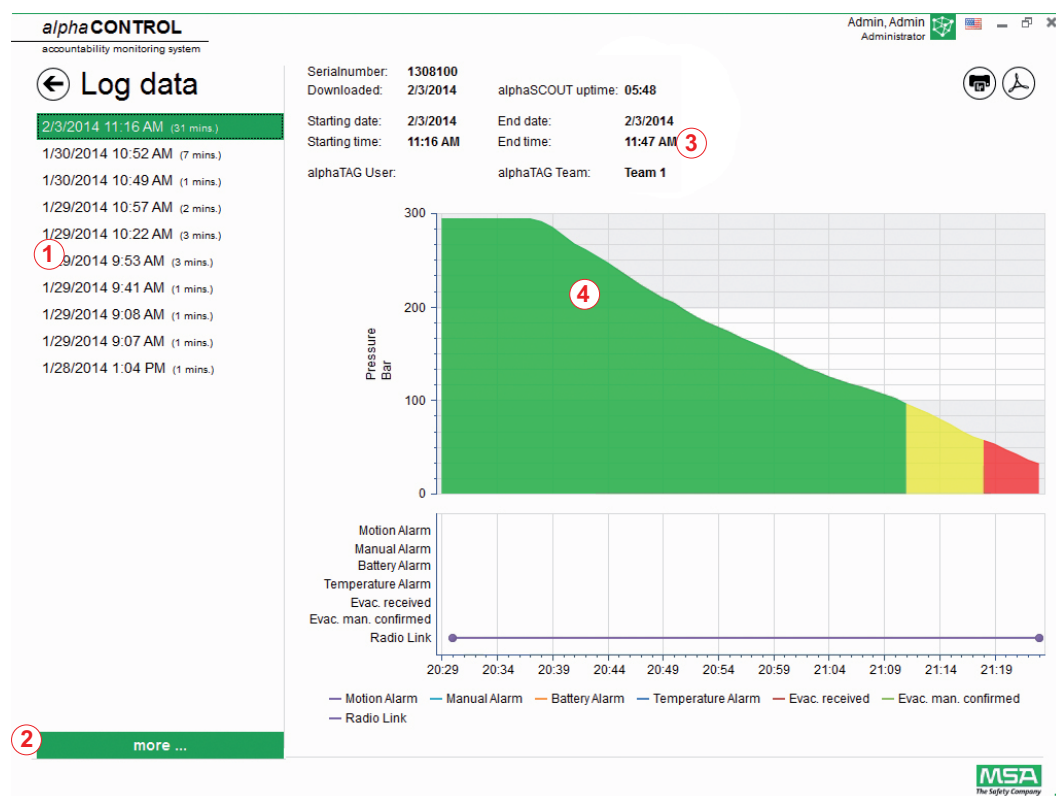 alphaCONTROL
accountability monitoring system
Admin, Admin
Administrator
Log data
2/3/2014 11:16 AM (31 mins.)
1/30/2014 10:52 AM (7 mins.)
1/30/2014 10:49 AM (1 mins.)
1/29/2014 10:57 AM (2 mins.)
1/29/2014 10:22 AM (3 mins.)
1
9/2014 9:53 AM (3 mins.)
1/29/2014 9:41 AM (1 mins.)
1/29/2014 9:08 AM (1 mins.)
1/29/2014 9:07 AM (1 mins.)
1/28/2014 1:04 PM (1 mins.)
2
more ...
Serialnumber: 1308100
Downloaded: 2/3/2014 alphaSCOUT uptime: 05:48
Starting date: 2/3/2014 End date: 2/3/2014
Starting time: 11:16 AM End time: 11:47 AM
3
alphaTAG User: alphaTAG Team: Team 1
Pressure
Bar
300
200
100
0
4
Motion Alarm
Manual Alarm
Battery Alarm
Temperature Alarm
Evac. received
Evac. man. confirmed
Radio Link
20:29 20:34 20:39 20:44 20:49 20:54 20:59 21:04 21:09 21:14 21:19
Motion Alarm Manual Alarm Battery Alarm Temperature Alarm Evac. received Evac. man. confirmed
Radio Link
MSA
The Safety Company